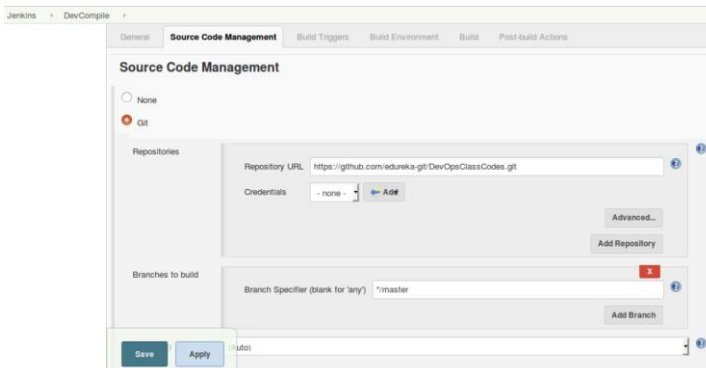 Jenkins › DevCompile ›
General Source Code Management Build Triggers Build Environment Build Post-build Actions
Source Code Management
None
Git
Repositories
Repository URL https://github.com/edureka-git/DevOpsClassCodes.git
Credentials - none - Add
Advanced...
Add Repository
Branches to build
X
Branch Specifier (blank for 'any') */master
Add Branch
Save Apply